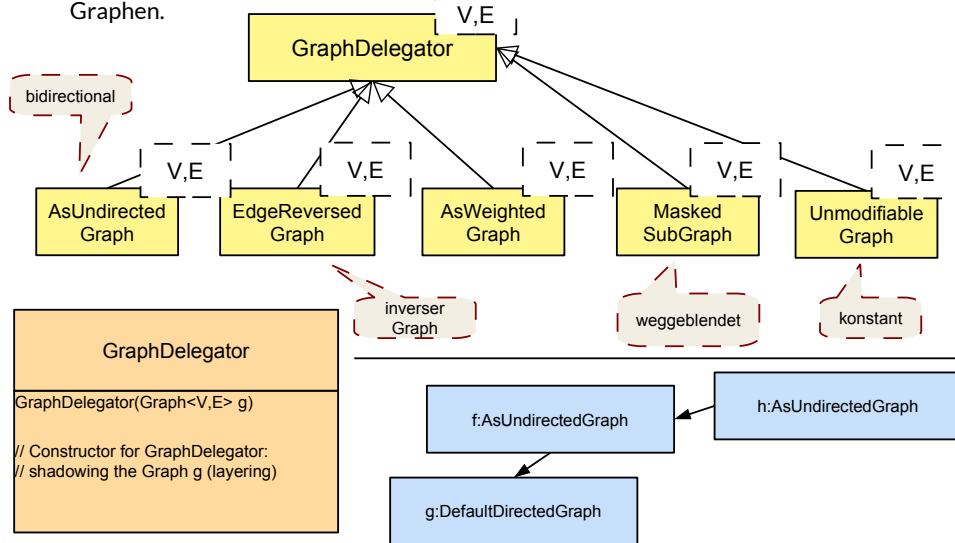 Graphen.
V,E
GraphDelegator
bidirectional
V,E
V,E
V,E
V,E
V,E
AsUndirected
Graph
EdgeReversed
Graph
AsWeighted
Graph
Masked
SubGraph
Unmodifiable
Graph
inverser
Graph
weggeblendet
konstant
GraphDelegator
GraphDelegator(Graph<V,E> g)
// Constructor for GraphDelegator:
// shadowing the Graph g (layering)
f:AsUndirectedGraph
h:AsUndirectedGraph
g:DefaultDirectedGraph